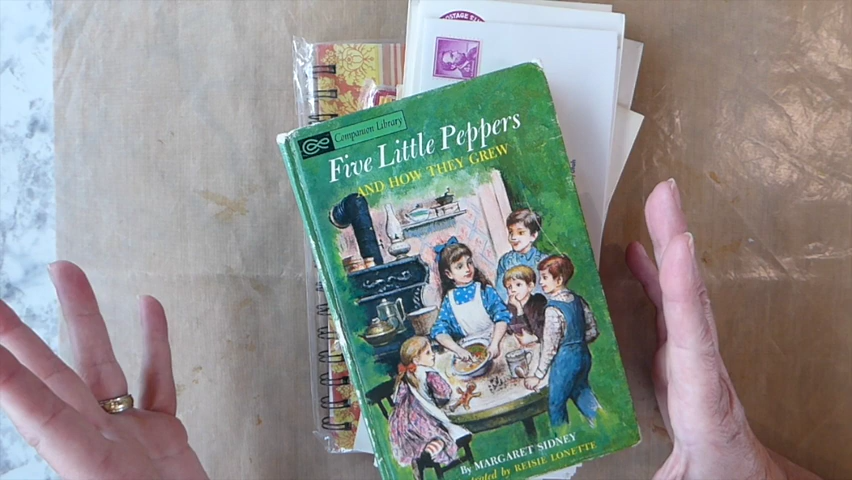 Companion Library
Five Little Peppers
AND HOW THEY GREW
By MARGARET SIDNEY
by REISIE LONETTE